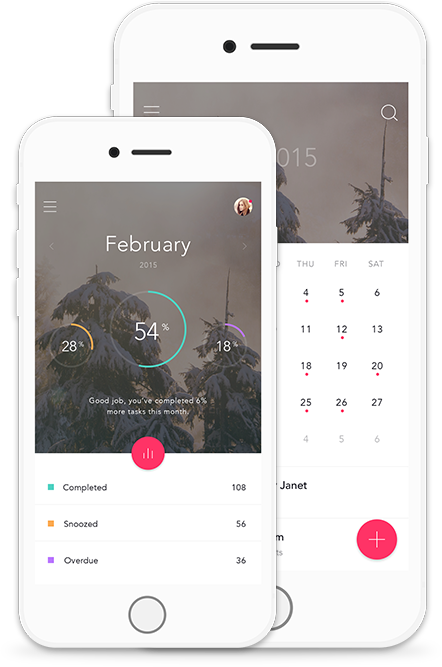 February
2015
28%
54%
18%
Good job, you've completed 6%
more tasks this month.
Completed 108
Snoozed 56
Overdue 36
015
THU FRI SAT
4 5 6
11 12 13
18 19 20
25 26 27
4 5 6
Janet